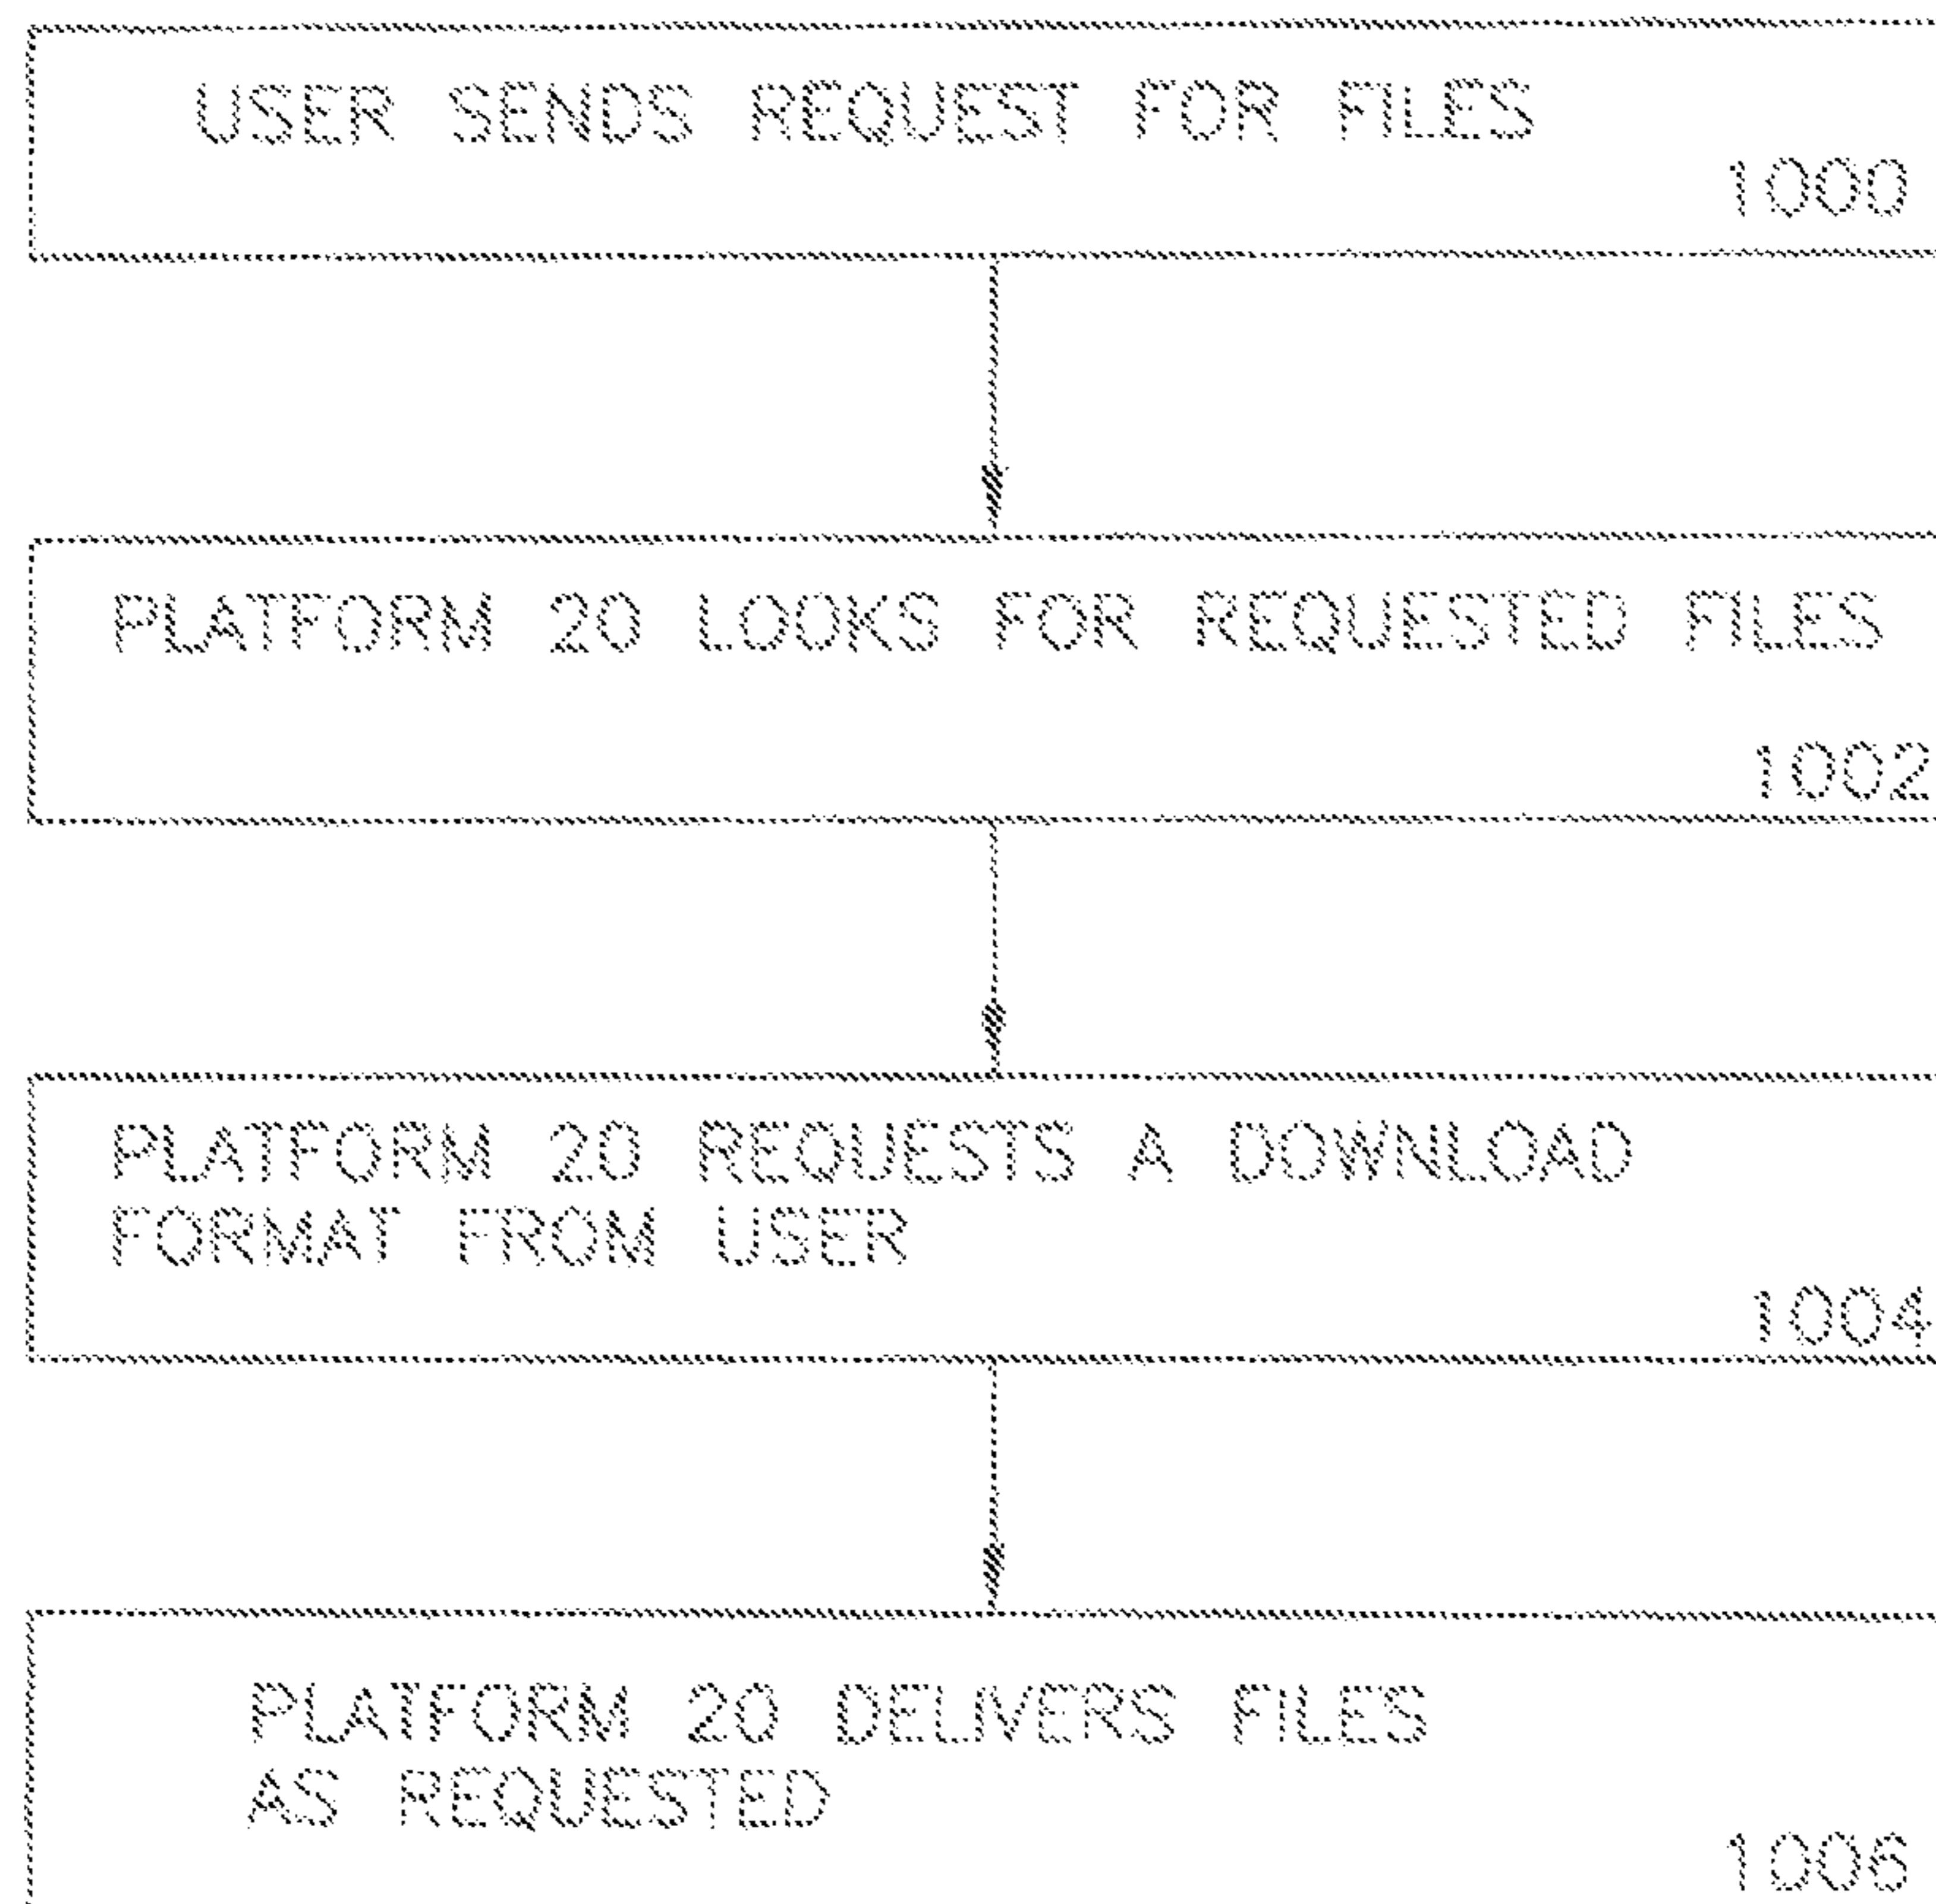 USER SENDS REQUEST FOR FILES
1000
PLATFORM 20 LOOKS FOR REQUESTED FILES
1002
PLATFORM 20 REQUESTS A DOWNLOAD
FORMAT FROM USER
1004
PLATFORM 20 DELIVERS FILES
AS REQUESTED
1006